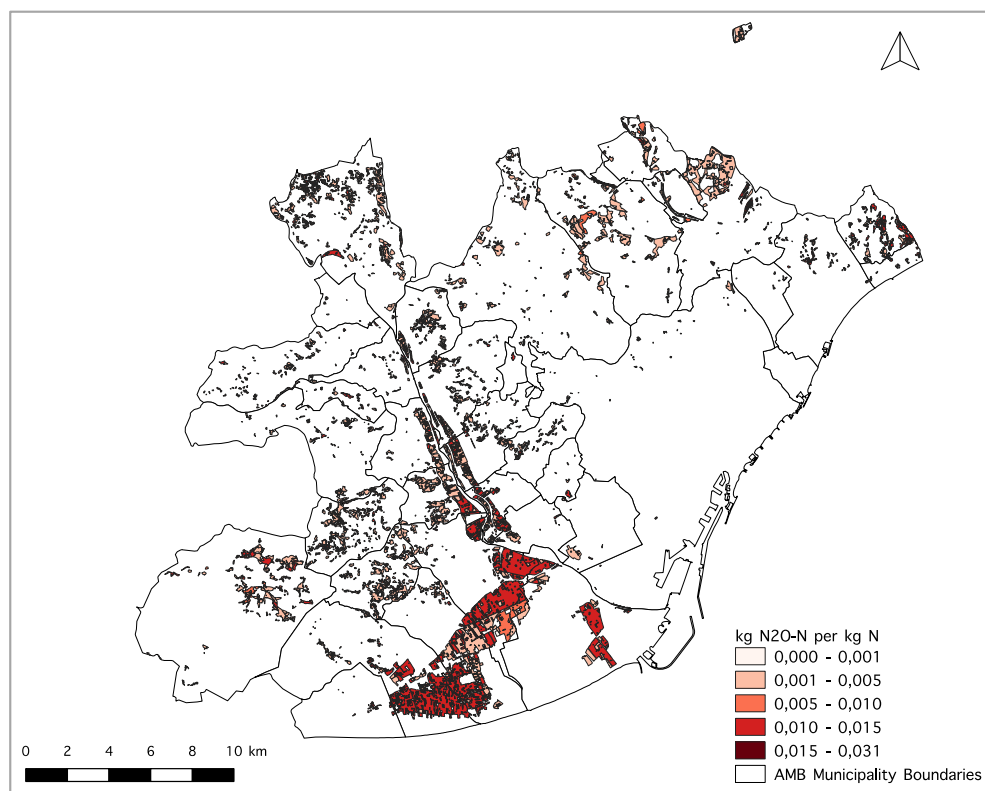 kg N2O-N per kg N
0,000 - 0,001
0,001 - 0,005
0,005 - 0,010
0,010 - 0,015
0,015 - 0,031
AMB Municipality Boundaries
0 2 4 6 8 10 km